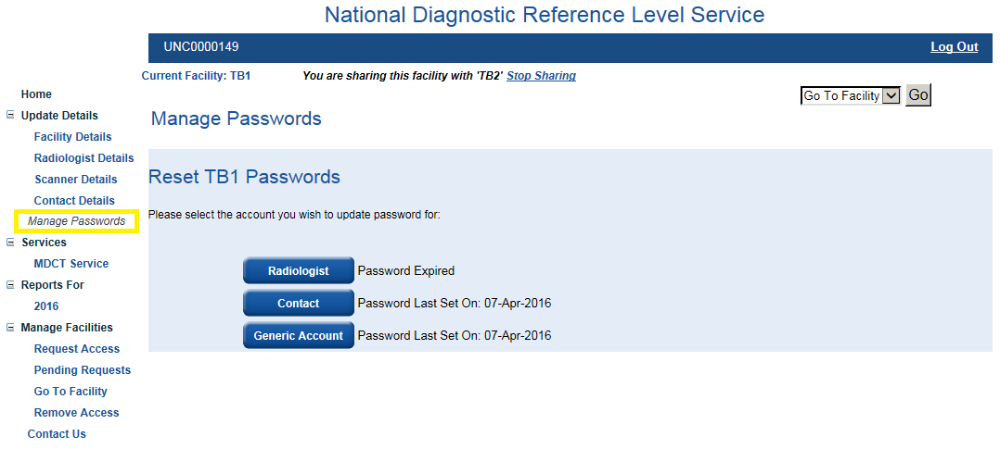 National Diagnostic Reference Level Service
UNC0000149 Log Out
Current Facility: TB1 You are sharing this facility with 'TB2' Stop Sharing
Go To Facility Go
Home
Update Details
Facility Details
Radiologist Details
Scanner Details
Contact Details
Manage Passwords
Services
MDCT Service
Reports For
2016
Manage Facilities
Request Access
Pending Requests
Go To Facility
Remove Access
Contact Us
Manage Passwords
Reset TB1 Passwords
Please select the account you wish to update password for:
Radiologist Password Expired
Contact Password Last Set On: 07-Apr-2016
Generic Account Password Last Set On: 07-Apr-2016